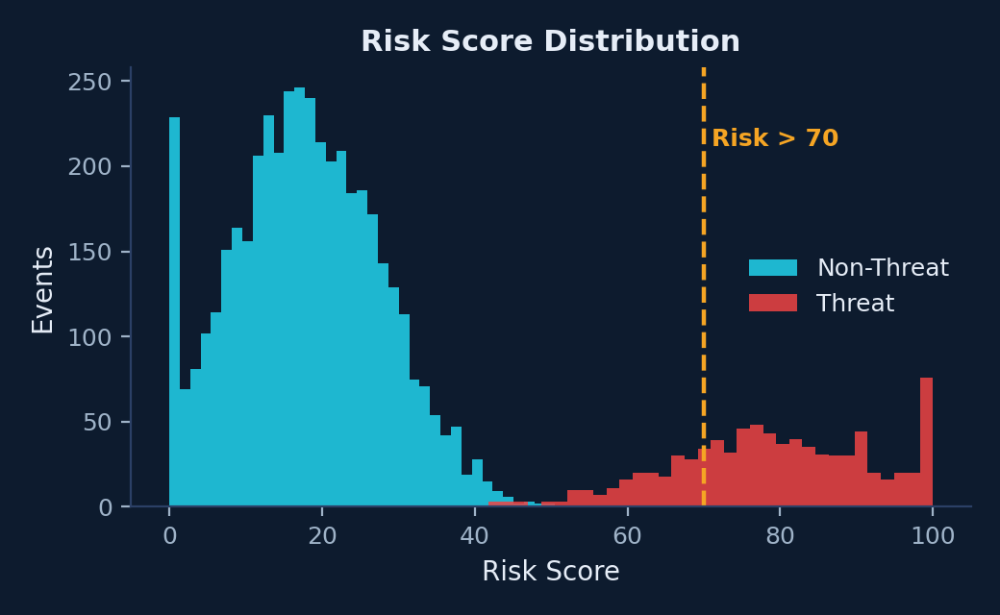 Risk Score Distribution
250
200
150
100
50
0
Events
Risk > 70
Non-Threat
Threat
0 20 40 60 80 100
Risk Score